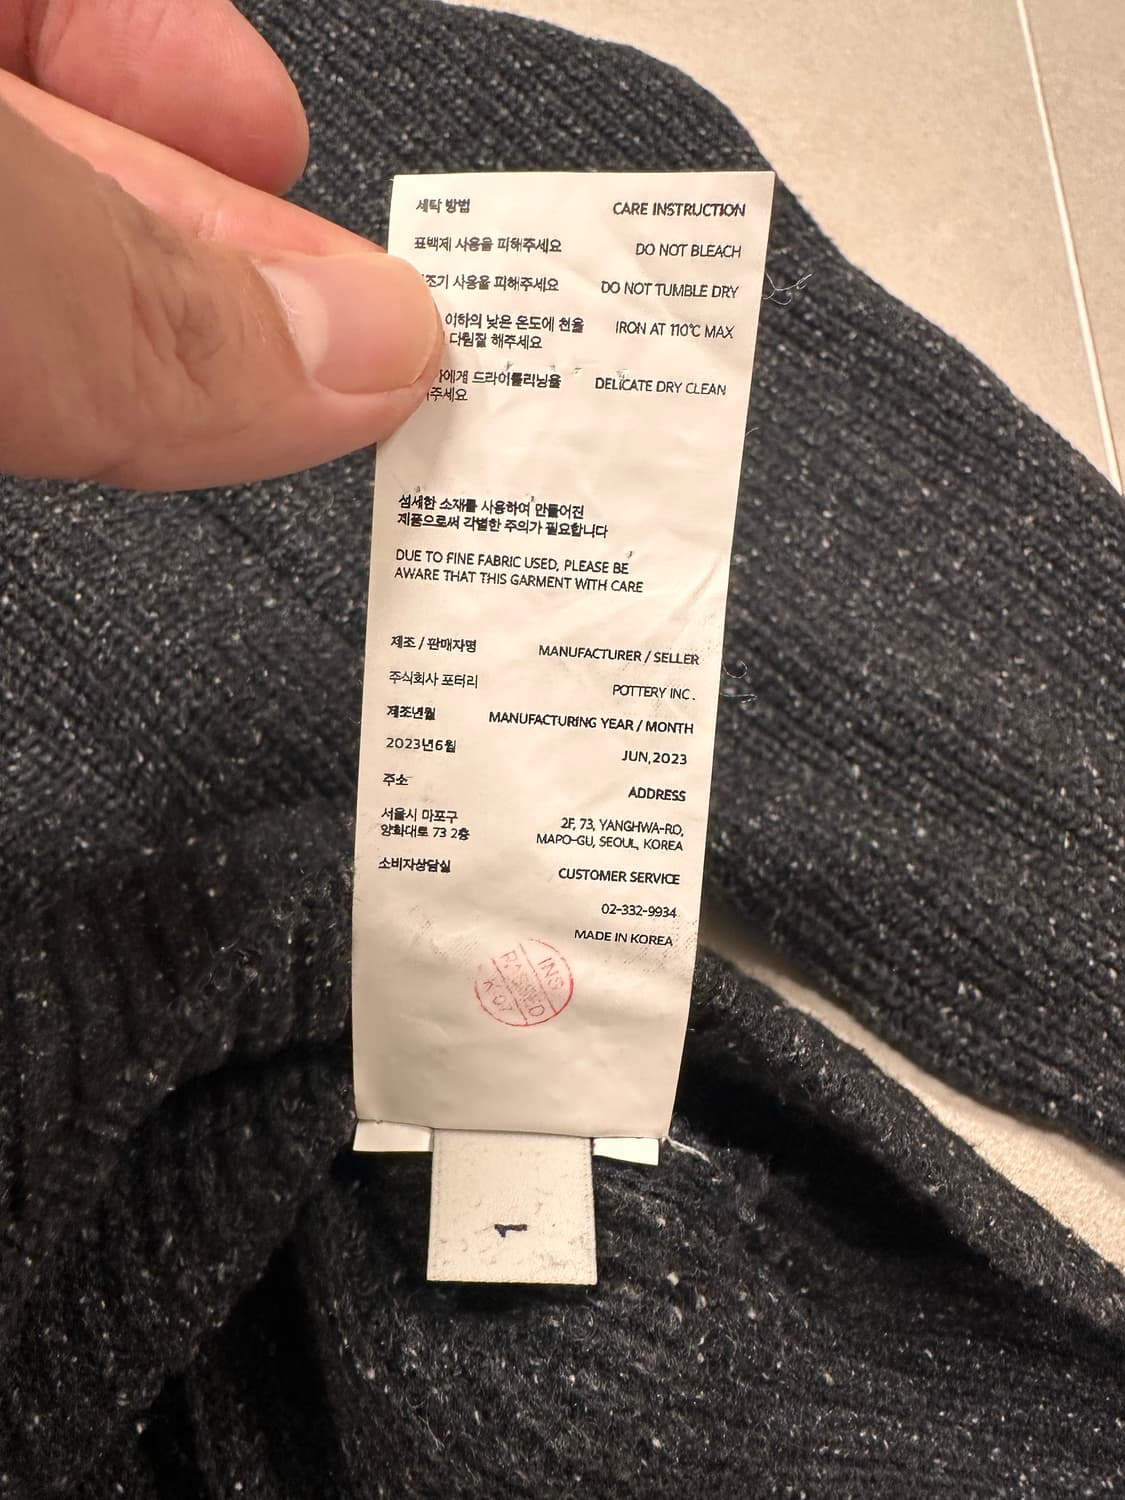 세탁 방법 CARE INSTRUCTION
표백제 사용을 피해주세요 DO NOT BLEACH
조기 사용을 피해주세요 DO NOT TUMBLE DRY
이하의 낮은 온도에 천을 IRON AT 110℃ MAX
다림질 해주세요
에게 드라이클리닝을 DELICATE DRY CLEAN
주세요
섬세한 소재를 사용하여 만들어진
제품으로써 각별한 주의가 필요합니다
DUE TO FINE FABRIC USED, PLEASE BE
AWARE THAT THIS GARMENT WITH CARE
제조 / 판매자명 MANUFACTURER / SELLER
주식회사 포터리 POTTERY INC.
제조년월 MANUFACTURING YEAR / MONTH
2023년6월 JUN,2023
주소 ADDRESS
서울시 마포구 2F, 73, YANGHWA-RO,
양화대로 73 2층 MAPO-GU, SEOUL, KOREA
소비자상담실 CUSTOMER SERVICE
02-332-9934
MADE IN KOREA
INS
K 07
1